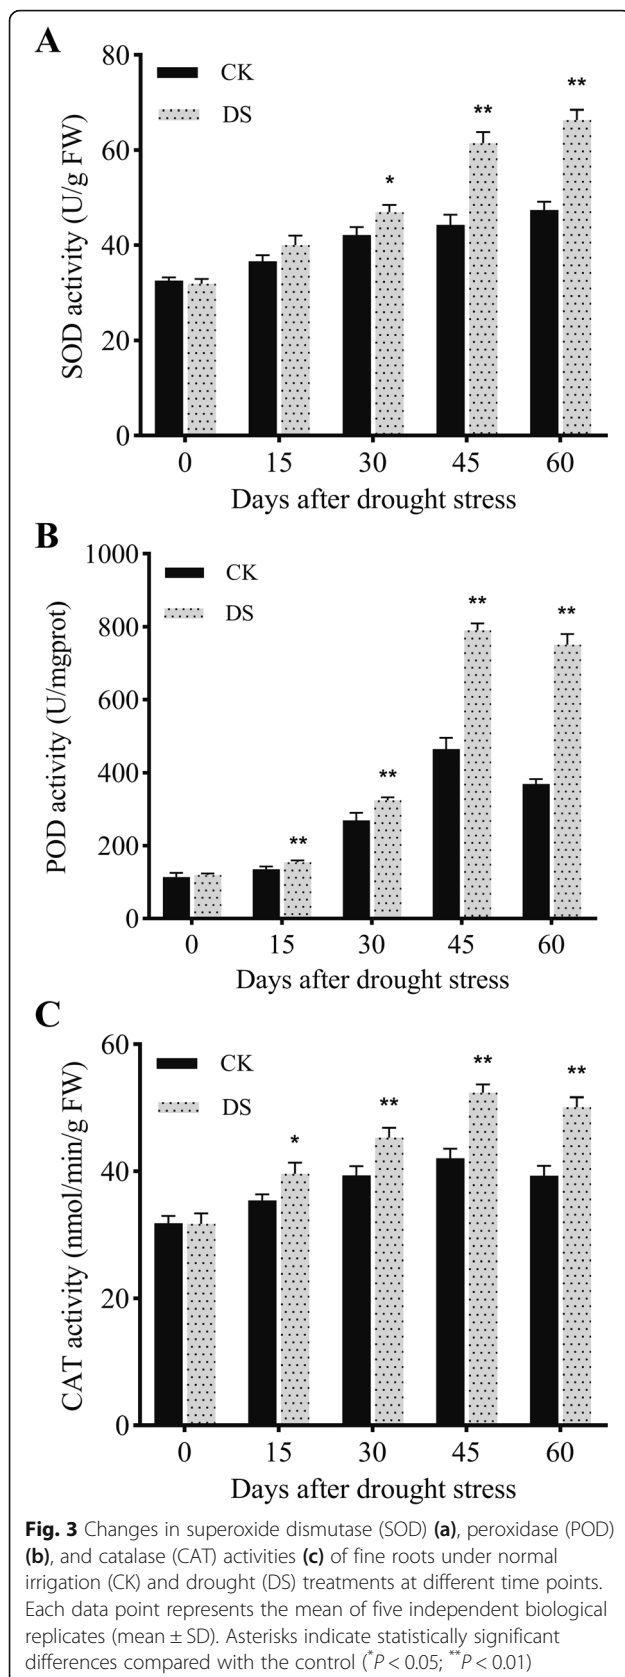 A
80
60
40
20
0
SOD activity (U/g FW)
CK
DS
*
**
**
0 15 30 45 60
Days after drought stress
B
1000
800
600
400
200
0
POD activity (U/mgprot)
CK
DS
**
**
**
**
0 15 30 45 60
Days after drought stress
C
60
40
20
0
CAT activity (nmol/min/g FW)
CK
DS
*
**
**
**
0 15 30 45 60
Days after drought stress
Fig. 3 Changes in superoxide dismutase (SOD) (a), peroxidase (POD)
(b), and catalase (CAT) activities (c) of fine roots under normal
irrigation (CK) and drought (DS) treatments at different time points.
Each data point represents the mean of five independent biological
replicates (mean ± SD). Asterisks indicate statistically significant
differences compared with the control (*P < 0.05; **P < 0.01)